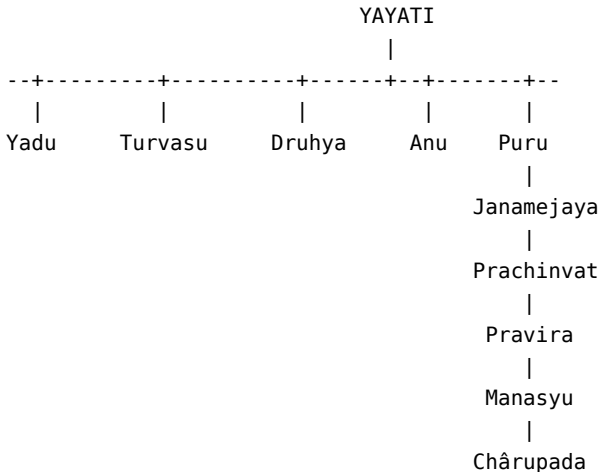 YAYATI
Yadu Turvasu Druhya Anu Puru
Janamejaya
Prachinvat
Pravira
Manasyu
Chârupada